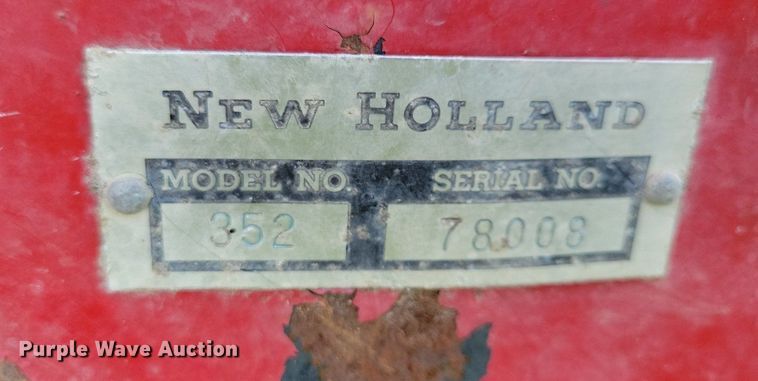 NEW HOLLAND
MODEL NO. SERIAL NO.
352 78008
Purple Wave Auction